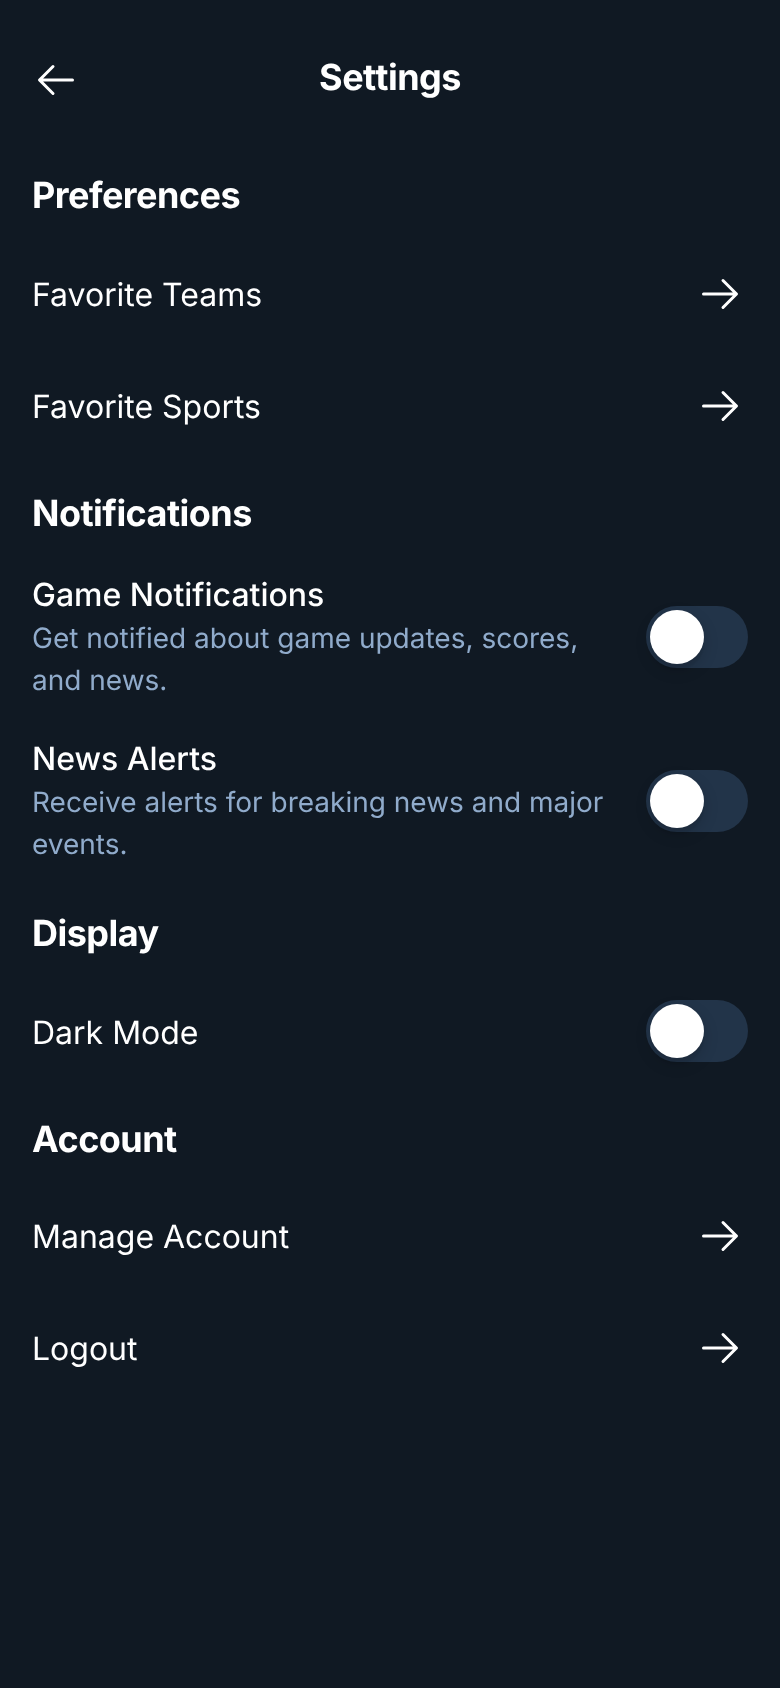 Settings
Preferences
Favorite Teams
Favorite Sports
Notifications
Game Notifications
Get notified about game updates, scores,
and news.
News Alerts
Receive alerts for breaking news and major
events.
Display
Dark Mode
Account
Manage Account
Logout